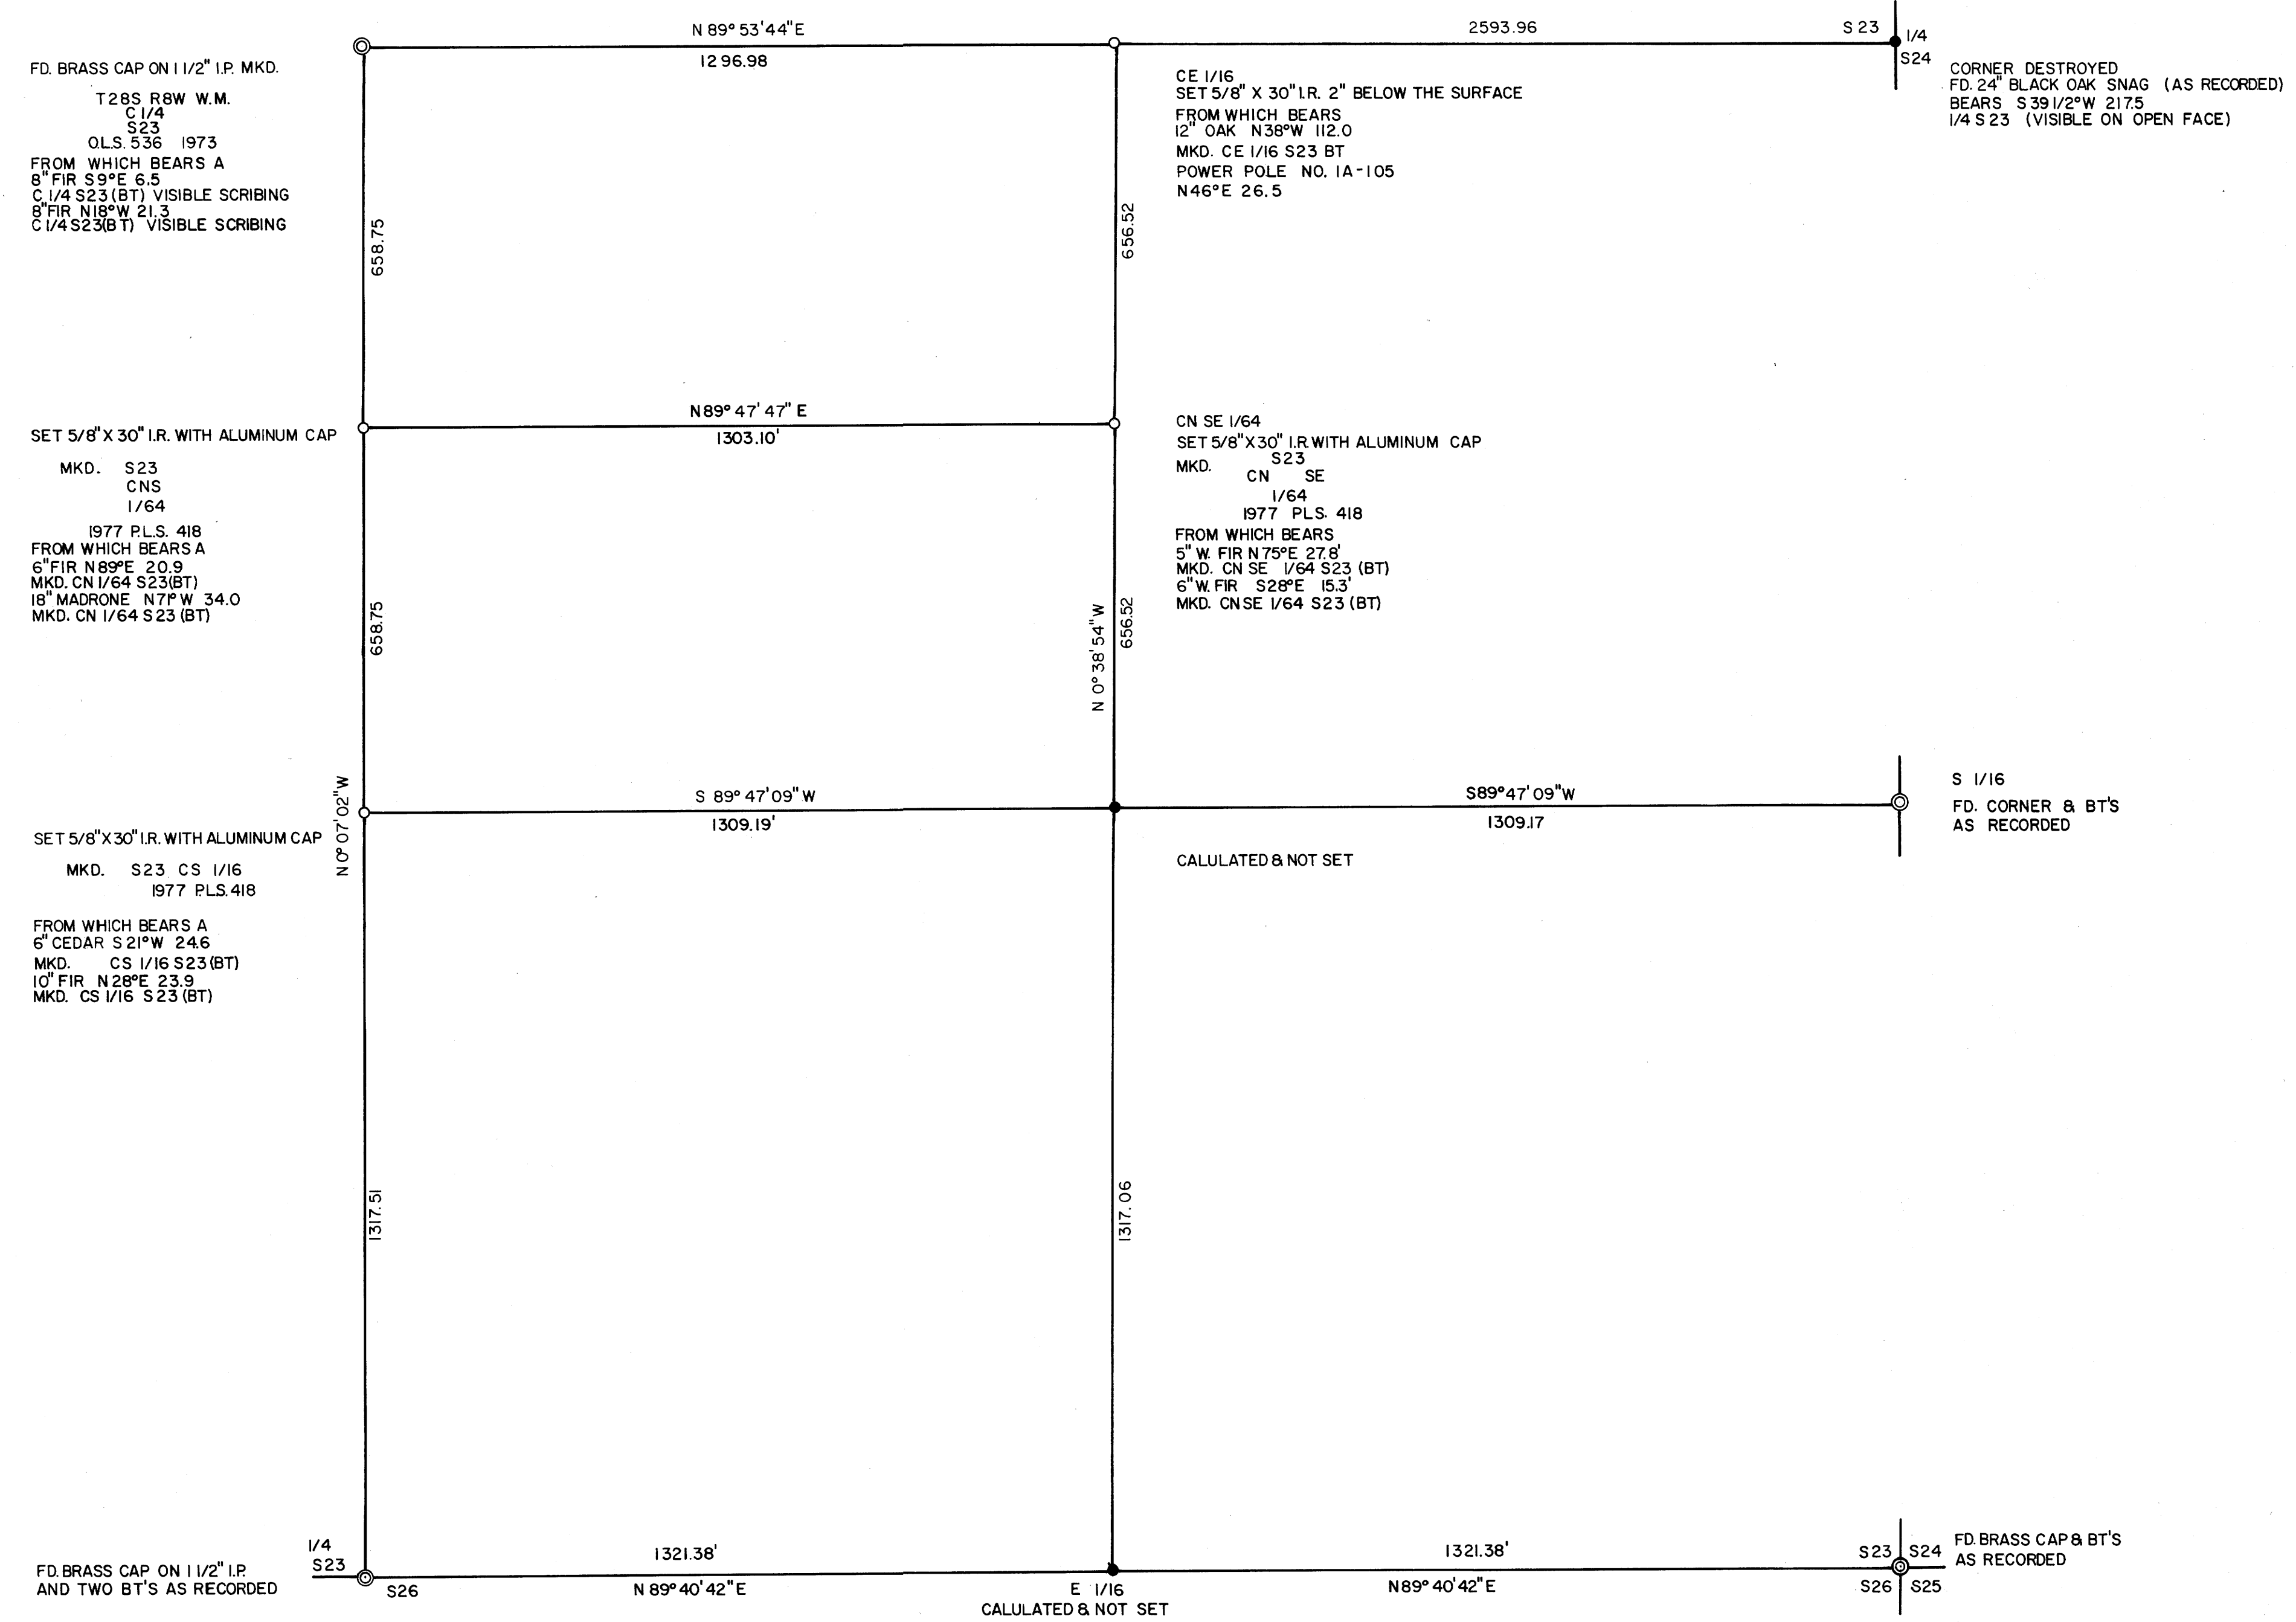 N 89° 53' 44" E
1296.98
2593.96
S 23
1/4
S24
FD. BRASS CAP ON 1 1/2" I.P. MKD.
T28S R8W W.M.
C 1/4
S23
O.L.S. 536 1973
FROM WHICH BEARS A
8" FIR S9°E 6.5
C 1/4 S23 (BT) VISIBLE SCRIBING
8" FIR N18°W 21.3
C 1/4 S23(BT) VISIBLE SCRIBING
CE 1/16
SET 5/8" X 30" I.R. 2" BELOW THE SURFACE
FROM WHICH BEARS
12" OAK N38°W 112.0
MKD. CE 1/16 S23 BT
POWER POLE NO. 1A-105
N46°E 26.5
CORNER DESTROYED
FD. 24" BLACK OAK SNAG (AS RECORDED)
BEARS S 39 1/2°W 217.5
1/4 S 23 (VISIBLE ON OPEN FACE)
658.75
656.52
N89° 47' 47" E
1303.10'
SET 5/8" X 30" I.R. WITH ALUMINUM CAP
MKD. S23
CNS
1/64
1977 P.L.S. 418
FROM WHICH BEARS A
6" FIR N89°E 20.9
MKD. CN 1/64 S23(BT)
18" MADRONE N71°W 34.0
MKD. CN 1/64 S23 (BT)
CN SE 1/64
SET 5/8" X 30" I.R. WITH ALUMINUM CAP
MKD. S23
CN SE
1/64
1977 PLS. 418
FROM WHICH BEARS
5" W. FIR N 75°E 27.8'
MKD. CN SE 1/64 S23 (BT)
6" W. FIR S28°E 15.3'
MKD. CN SE 1/64 S23 (BT)
658.75
N 0° 38' 54" W
656.52
N 0° 07' 02" W
S 89° 47' 09" W
1309.19'
S89° 47' 09" W
1309.17
S 1/16
FD. CORNER & BT'S
AS RECORDED
SET 5/8" X 30" I.R. WITH ALUMINUM CAP
MKD. S23 CS 1/16
1977 P.L.S. 418
FROM WHICH BEARS A
6" CEDAR S 21°W 24.6
MKD. CS 1/16 S23 (BT)
10" FIR N 28°E 23.9
MKD. CS 1/16 S 23 (BT)
CALULATED & NOT SET
1317.51
1317.06
1/4
S23
S26
FD. BRASS CAP ON 1 1/2" I.P.
AND TWO BT'S AS RECORDED
1321.38'
N 89° 40' 42" E
E 1/16
CALULATED & NOT SET
1321.38'
N89° 40' 42" E
S23 S24
S26 S25
FD. BRASS CAP & BT'S
AS RECORDED